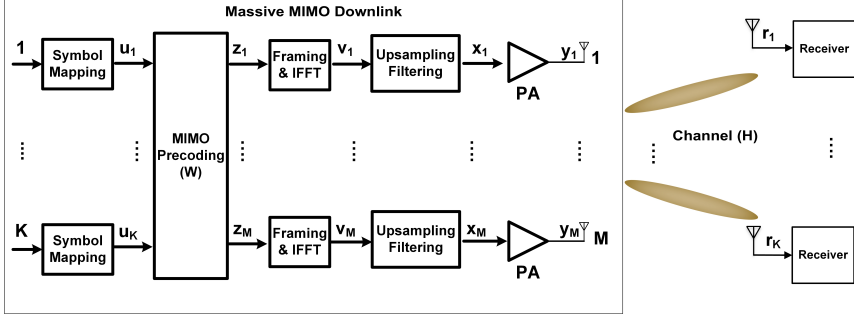 Massive MIMO Downlink
1
Symbol
Mapping
u1
MIMO
Precoding
(W)
z1
Framing
& IFFT
v1
Upsampling
Filtering
x1
PA
y1
1
r1
Receiver
Channel (H)
K
Symbol
Mapping
uK
zM
Framing
& IFFT
vM
Upsampling
Filtering
xM
PA
yM
M
rK
Receiver